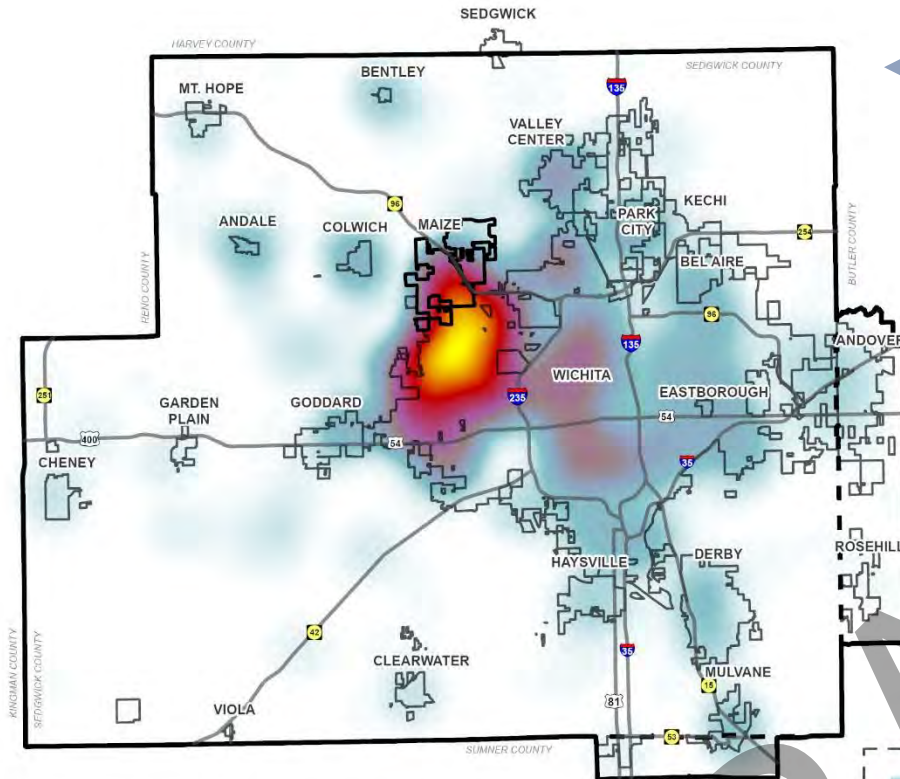 SEDGWICK
HARVEY COUNTY
SEDGWICK COUNTY
BENTLEY
MT. HOPE
135
VALLEY
CENTER
96
KECHI
PARK
CITY
ANDALE
COLWICH
MAIZE
254
BEL AIRE
BUTLER COUNTY
RENO COUNTY
96
135
ANDOVER
WICHITA
EASTBOROUGH
251
235
GARDEN
PLAIN
GODDARD
54
400
54
CHENEY
35
ROSEHILL
HAYSVILLE
DERBY
42
35
CLEARWATER
KINGMAN COUNTY
SEDGWICK COUNTY
MULVANE
15
81
VIOLA
53
SUMNER COUNTY